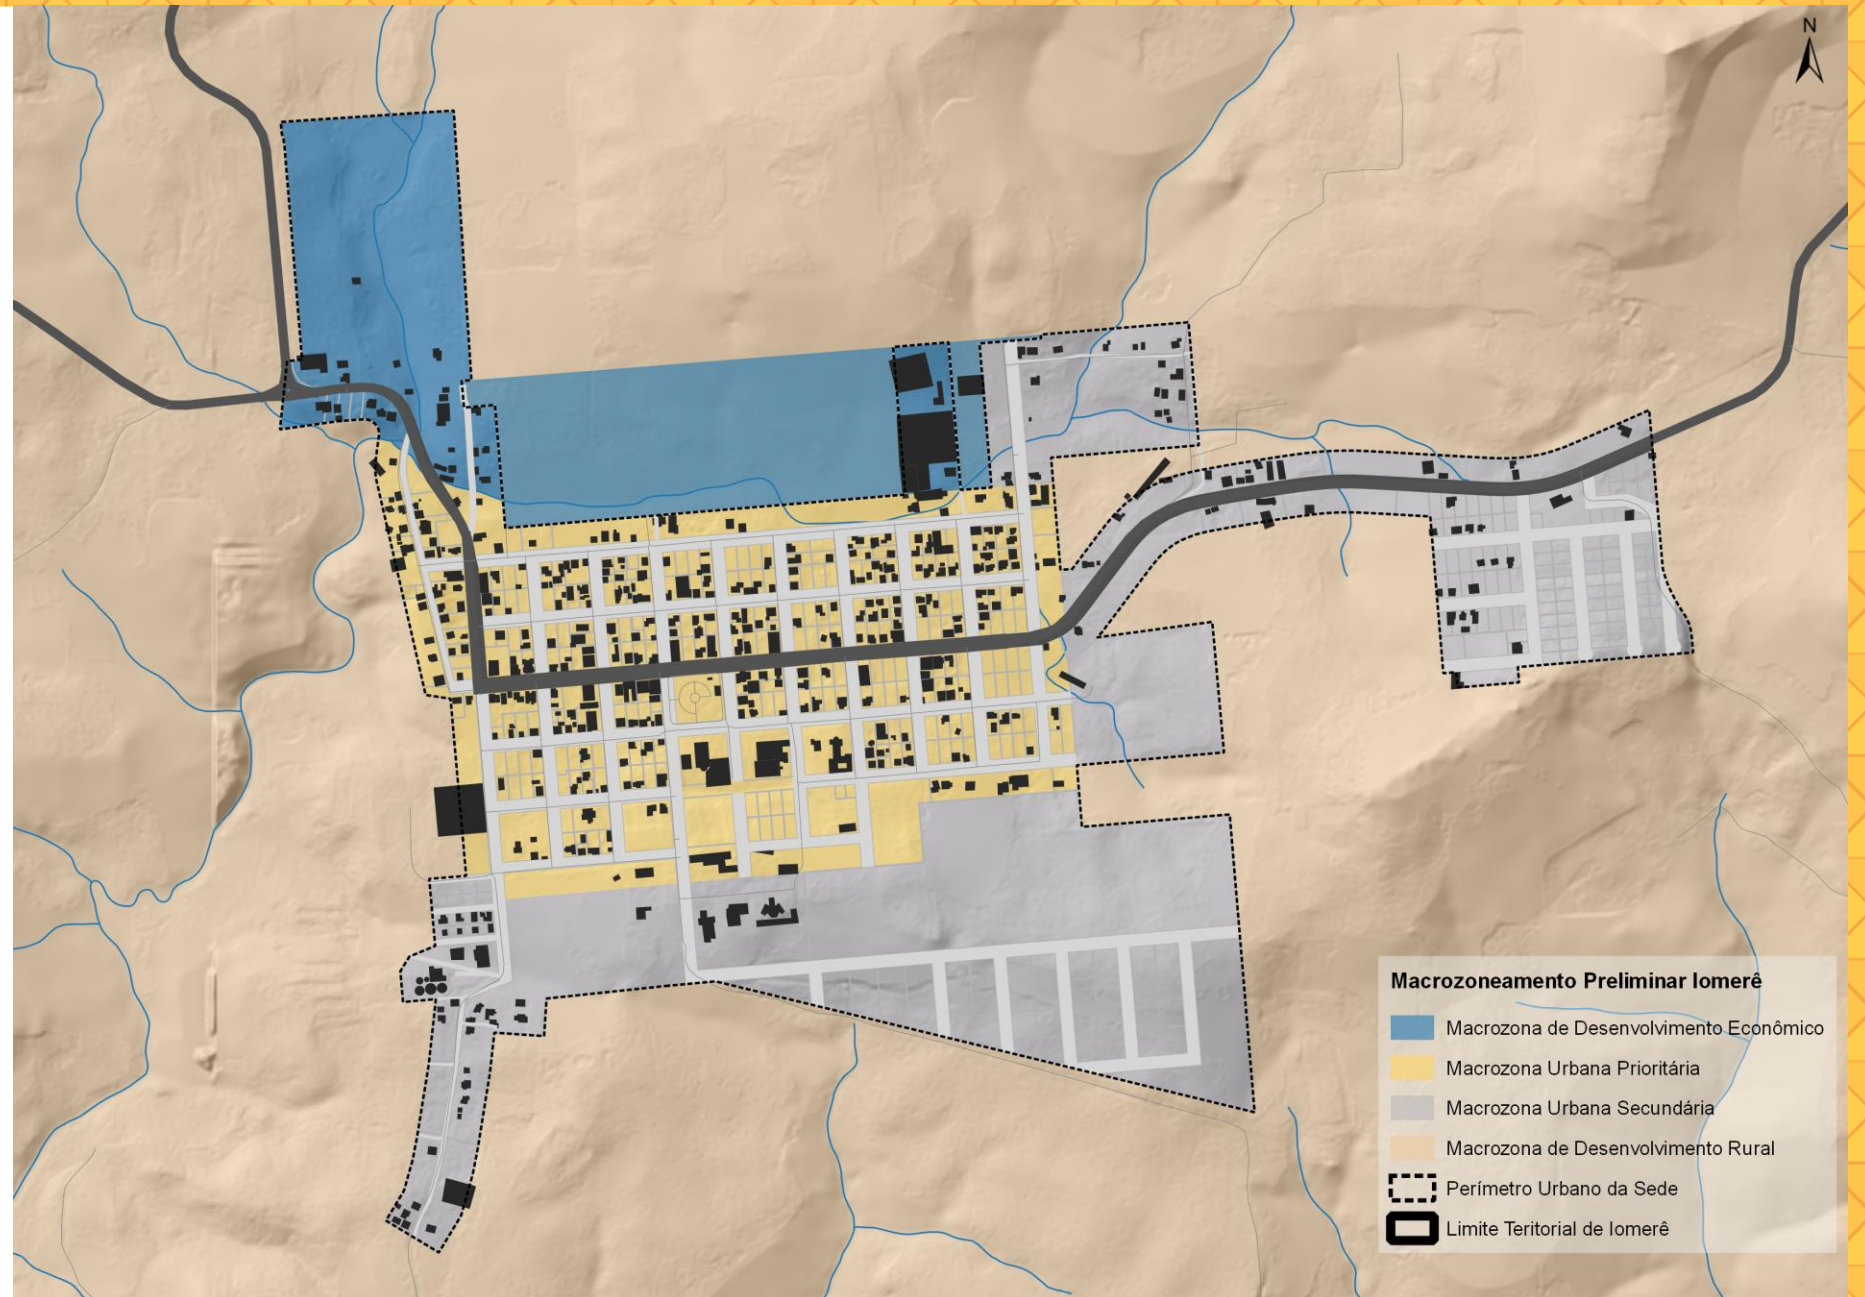 N
Macrozoneamento Preliminar Iomerê
Macrozona de Desenvolvimento Econômico
Macrozona Urbana Prioritária
Macrozona Urbana Secundária
Macrozona de Desenvolvimento Rural
Perímetro Urbano da Sede
Limite Teritorial de Iomerê